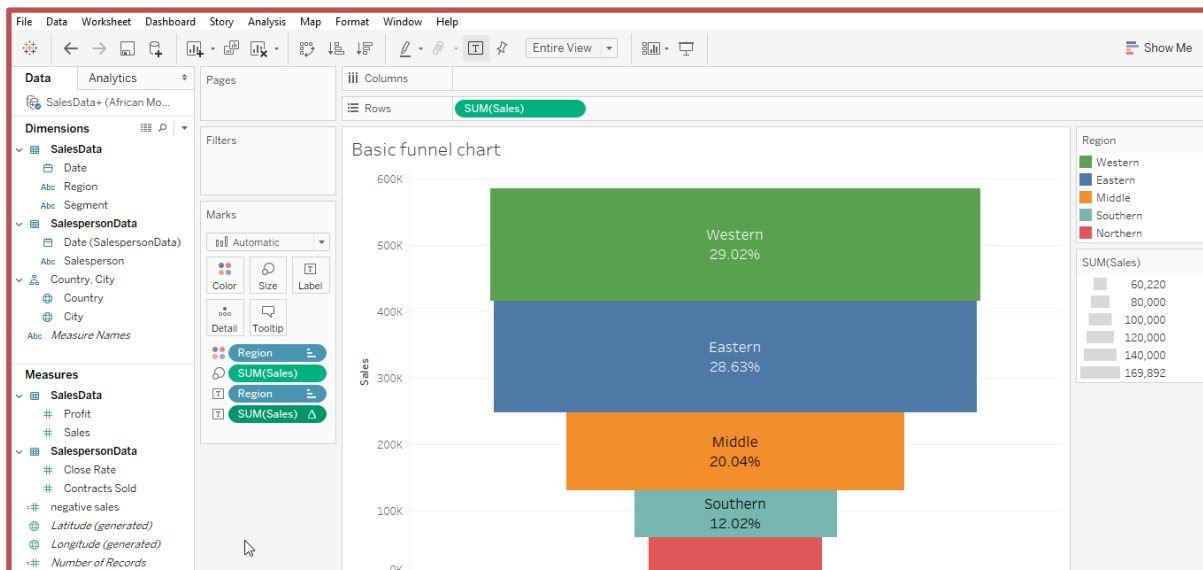 File Data Worksheet Dashboard Story Analysis Map Format Window Help
Entire View
Show Me
Data Analytics
SalesData+ (African Mo...
Dimensions
SalesData
Date
Abc Region
Abc Segment
SalespersonData
Date (SalespersonData)
Abc Salesperson
Country, City
Country
City
Abc Measure Names
Measures
SalesData
# Profit
# Sales
SalespersonData
# Close Rate
# Contracts Sold
=# negative sales
Latitude (generated)
Longitude (generated)
=# Number of Records
Pages
Filters
Marks
Automatic
Color Size Label
T
Detail Tooltip
Region
SUM(Sales)
T Region
T SUM(Sales) Δ
iii Columns
Rows SUM(Sales)
Basic funnel chart
600K
500K
400K
300K
200K
100K
0K
Sales
Western
29.02%
Eastern
28.63%
Middle
20.04%
Southern
12.02%
Region
Western
Eastern
Middle
Southern
Northern
SUM(Sales)
60,220
80,000
100,000
120,000
140,000
169,892